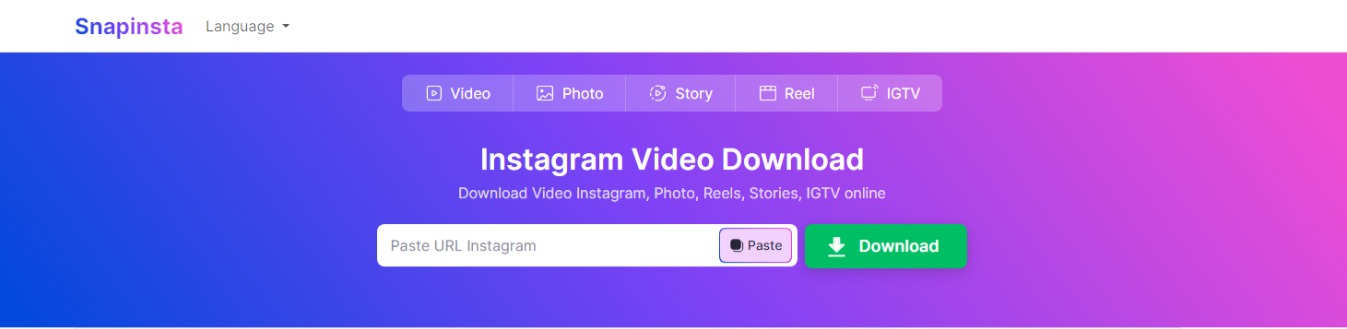 Snapinsta Language
Video Photo Story Reel IGTV
Instagram Video Download
Download Video Instagram, Photo, Reels, Stories, IGTV online
Paste URL Instagram Paste Download